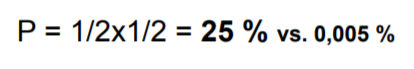 P = 1/2x1/2 = 25 % vs. 0,005 %